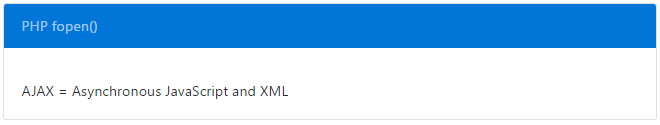 PHP fopen()
AJAX = Asynchronous JavaScript and XML